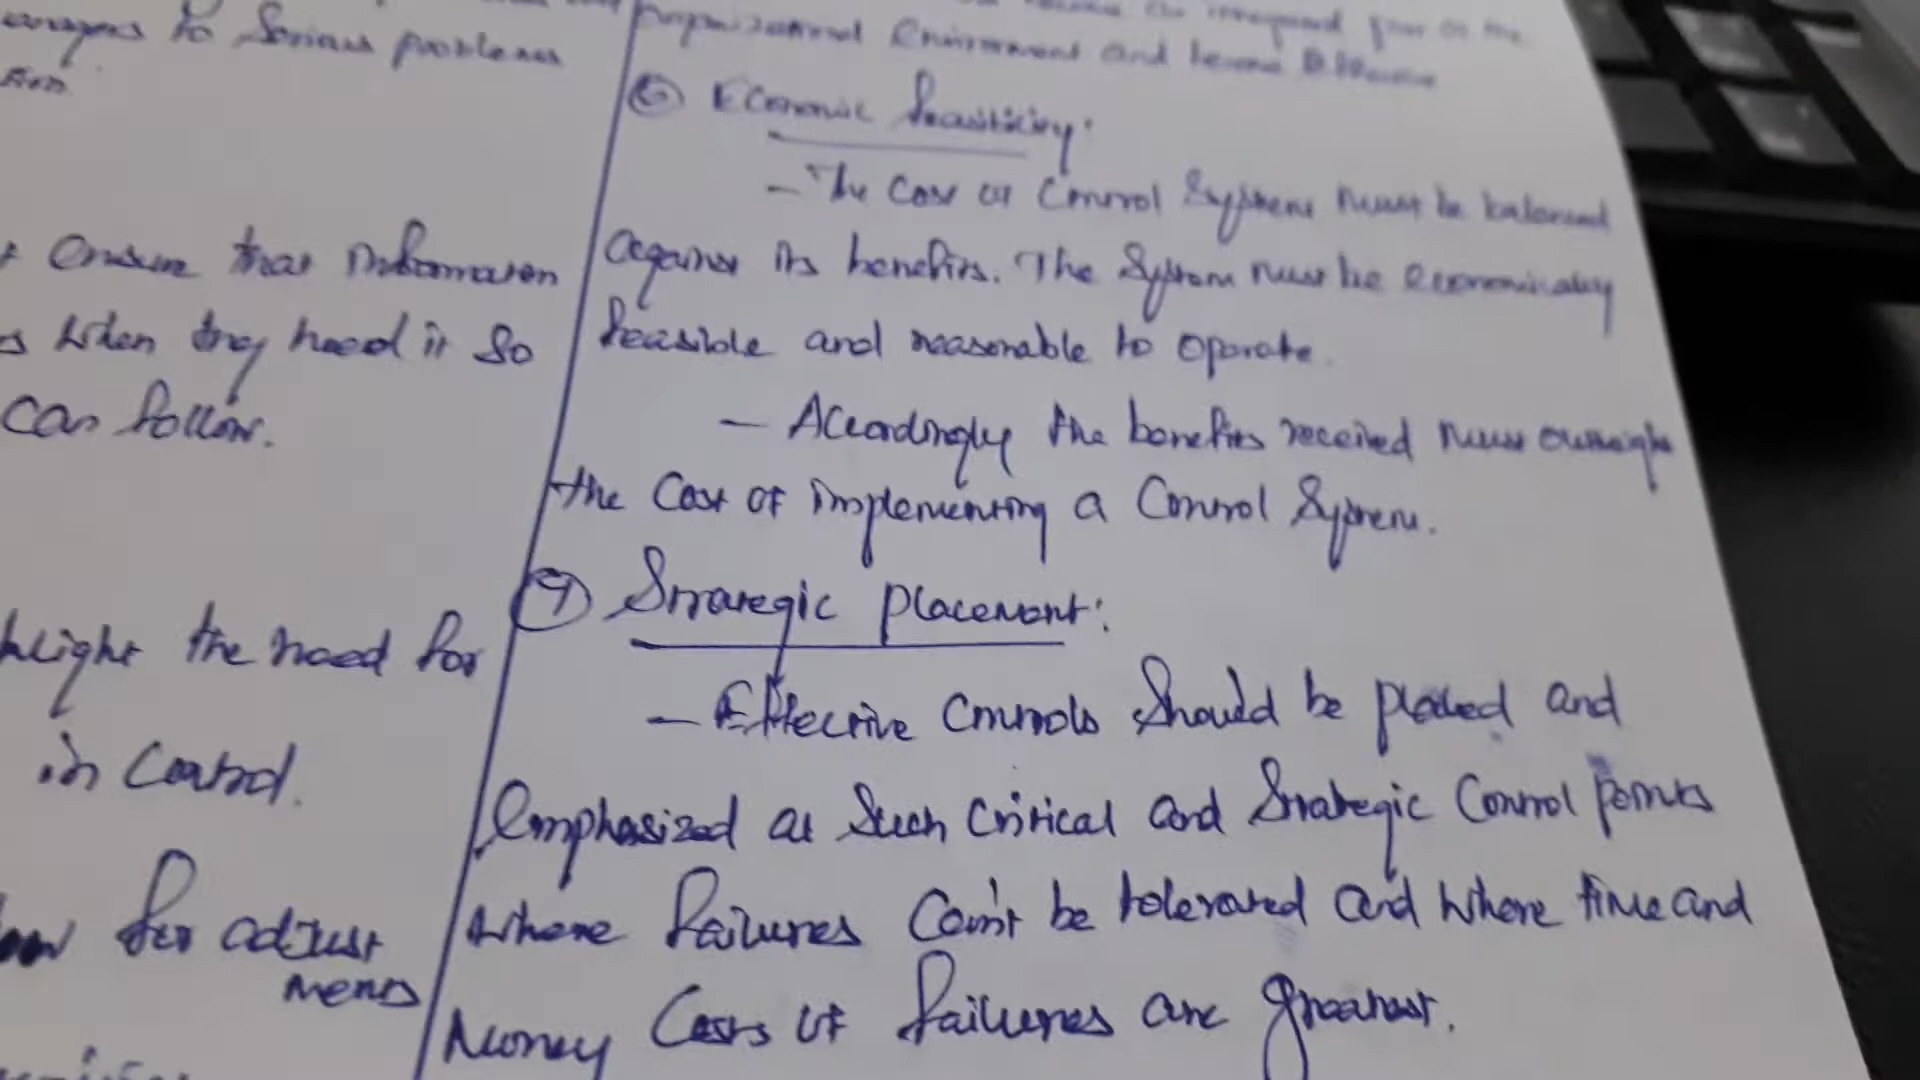 to Serious problems
ensure that information
when they need it so
can follow.
the need for
in Control.
for adjust
ments
organizational Environment and
⑥ Economic feasibility:
- The Cost of Control System must be balanced
against its benefits. The System must be economically
feasible and reasonable to operate.
- Accordingly the benefits received must outweigh
the Cost of implementing a Control System.
⑦ Strategic placement:
- Effective Controls Should be placed and
Emphasized at Such Critical and Strategic Control points
where failures Can't be tolerated and where time and
Money Costs of failures are greatest.